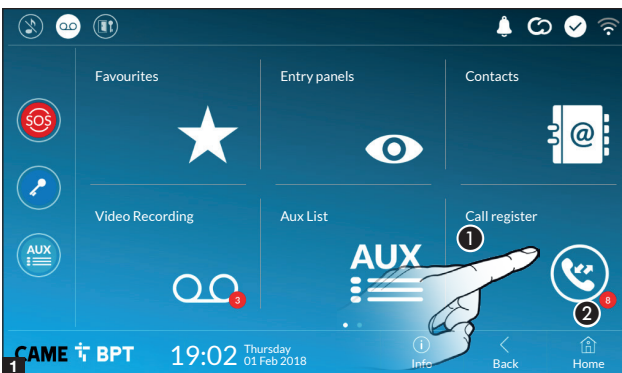 SOS
AUX
Favourites
Entry panels
Contacts
@
Video Recording
3
Aux List
AUX
Call register
1
2
8
1
CAME BPT
19:02
Thursday
01 Feb 2018
i
Info
Back
Home